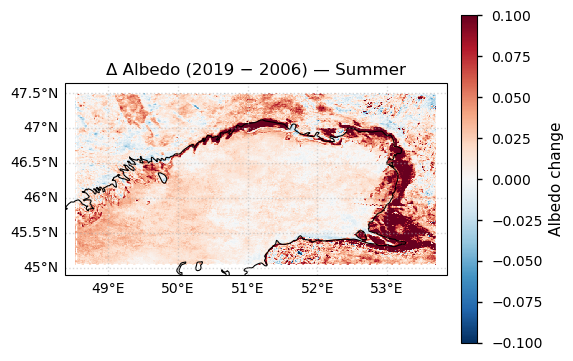 Δ Albedo (2019 − 2006) — Summer
47.5°N
47°N
46.5°N
46°N
45.5°N
45°N
49°E
50°E
51°E
52°E
53°E
0.100
0.075
0.050
0.025
0.000
−0.025
−0.050
−0.075
−0.100
Albedo change